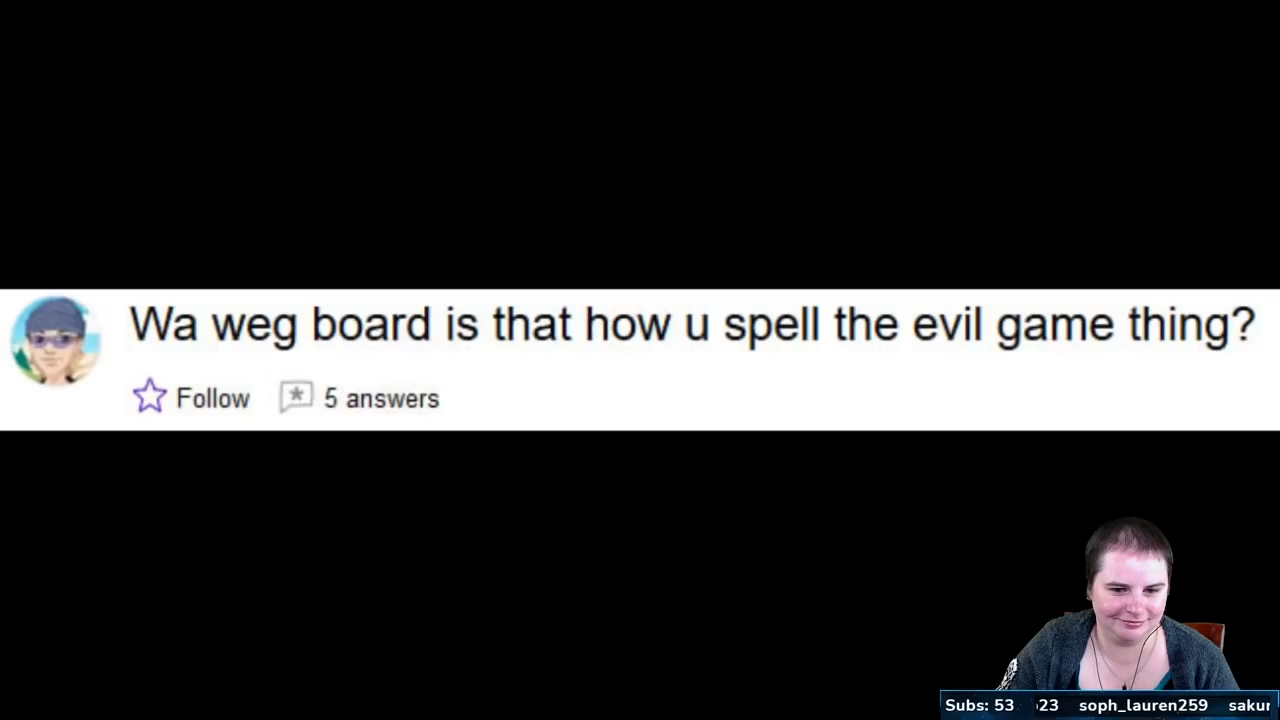 Wa weg board is that how u spell the evil game thing?
Follow 5 answers
Subs: 53 23 soph_lauren259 sakur